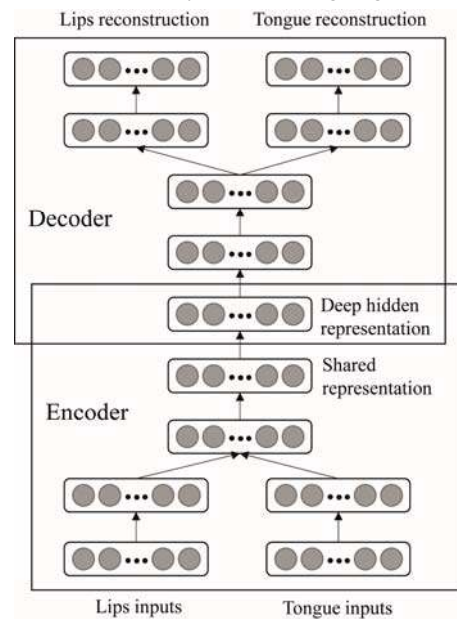 Lips reconstruction Tongue reconstruction
Decoder
Deep hidden
representation
Shared
representation
Encoder
Lips inputs Tongue inputs